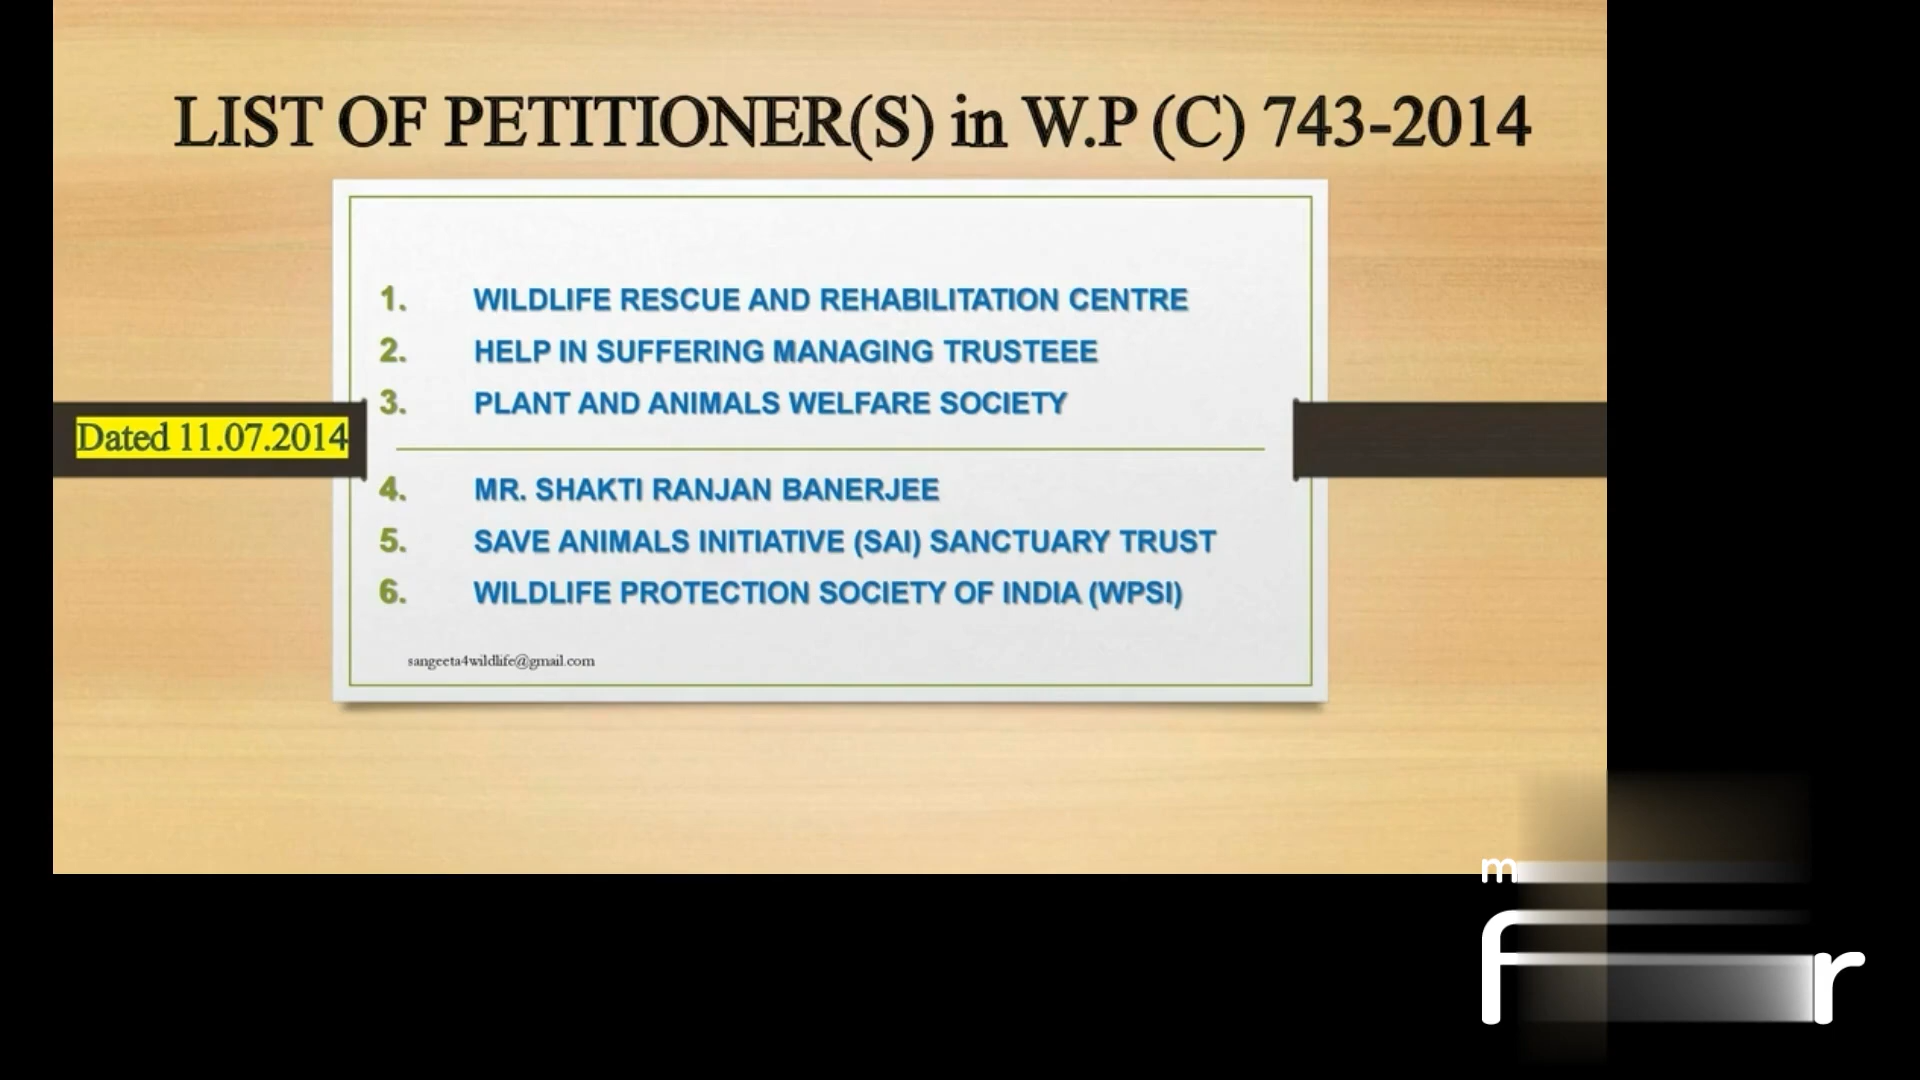 LIST OF PETITIONER(S) in W.P (C) 743-2014
1. WILDLIFE RESCUE AND REHABILITATION CENTRE
2. HELP IN SUFFERING MANAGING TRUSTEEE
3. PLANT AND ANIMALS WELFARE SOCIETY
Dated 11.07.2014
4. MR. SHAKTI RANJAN BANERJEE
5. SAVE ANIMALS INITIATIVE (SAI) SANCTUARY TRUST
6. WILDLIFE PROTECTION SOCIETY OF INDIA (WPSI)
sangeeta4wildlife@gmail.com